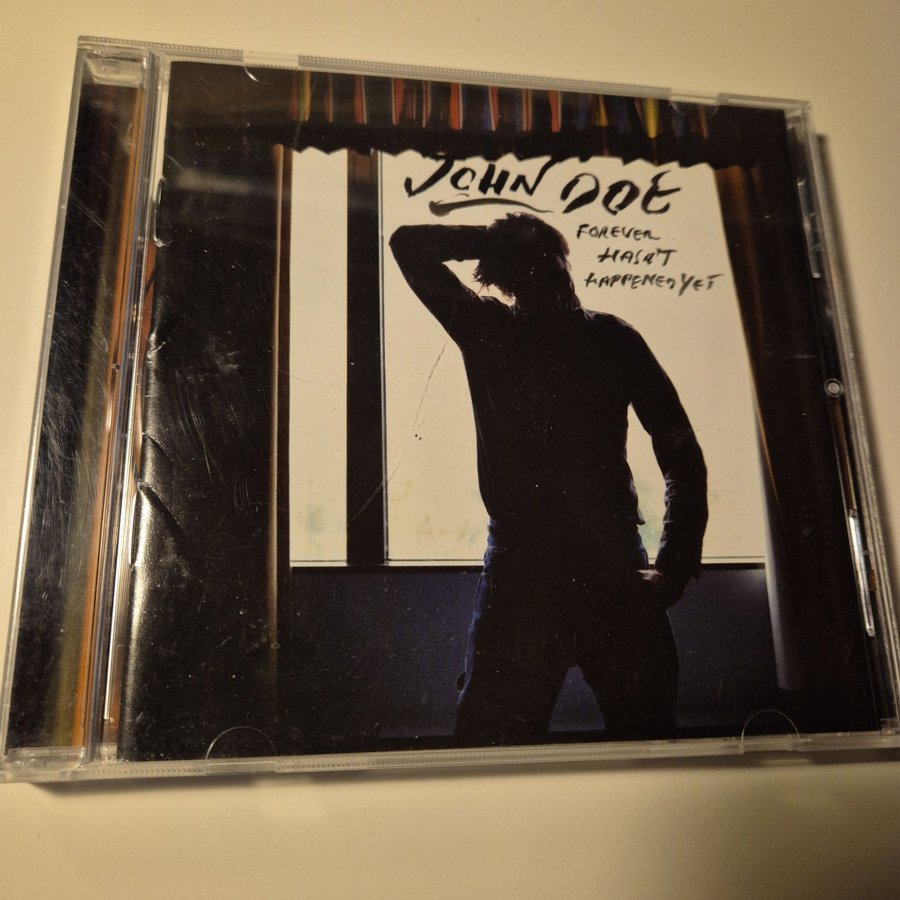 JOHN DOE
FOREVER
HASN'T
HAPPENED YET